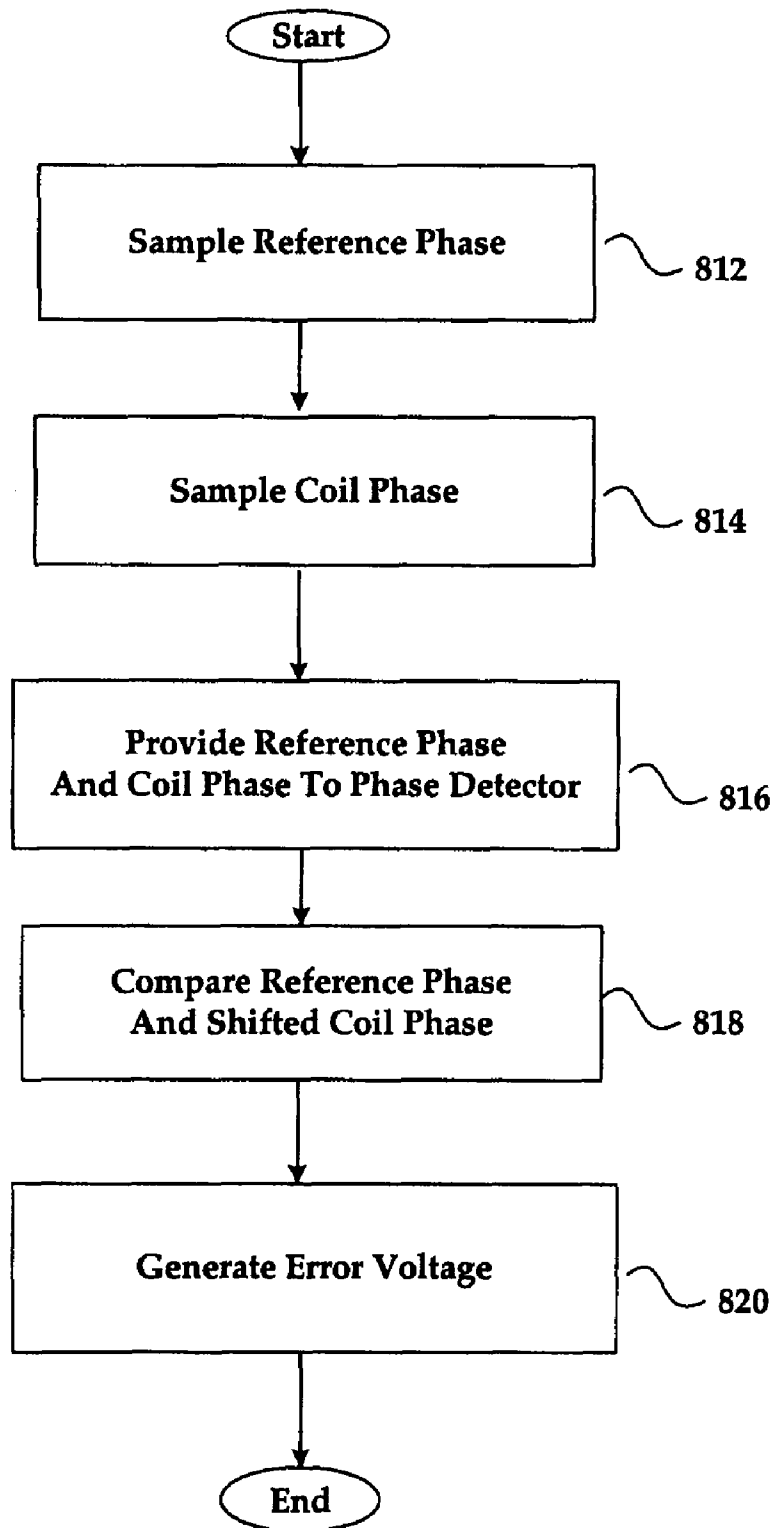 Start
Sample Reference Phase
812
Sample Coil Phase
814
Provide Reference Phase
And Coil Phase To Phase Detector
816
Compare Reference Phase
And Shifted Coil Phase
818
Generate Error Voltage
820
End